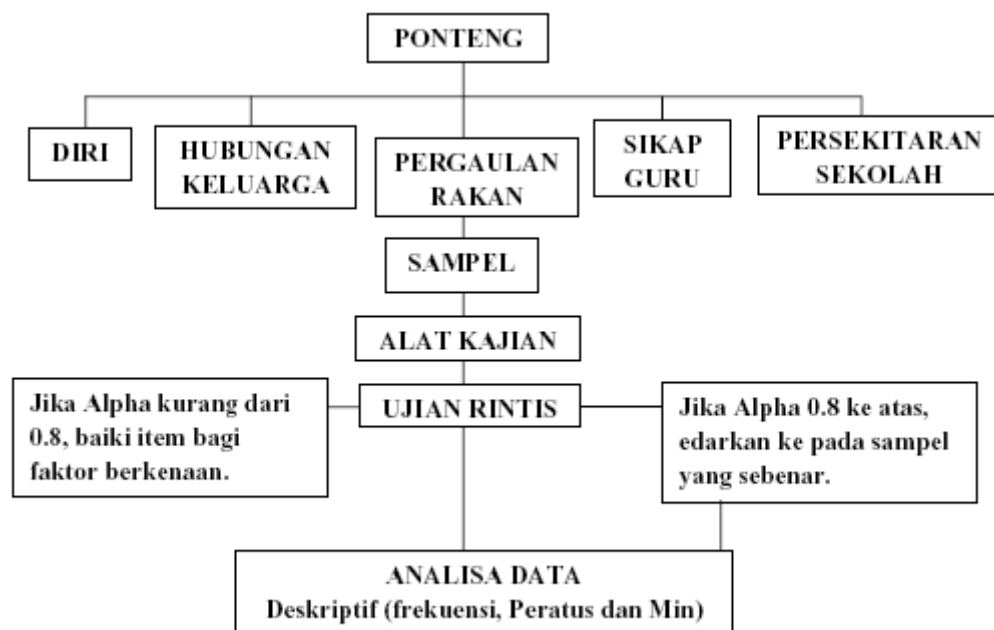 PONTENG
DIRI
HUBUNGAN
KELUARGA
PERGAULAN
RAKAN
SIKAP
GURU
PERSEKITARAN
SEKOLAH
SAMPEL
ALAT KAJIAN
Jika Alpha kurang dari
0.8, baiki item bagi
faktor berkenaan.
UJIAN RINTIS
Jika Alpha 0.8 ke atas,
edarkan ke pada sampel
yang sebenar.
ANALISA DATA
Deskriptif (frekuensi, Peratus dan Min)